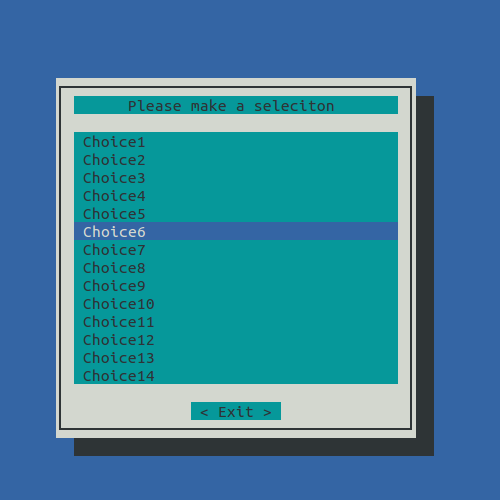 Please make a seleciton
Choice1
Choice2
Choice3
Choice4
Choice5
Choice6
Choice7
Choice8
Choice9
Choice10
Choice11
Choice12
Choice13
Choice14
< Exit >